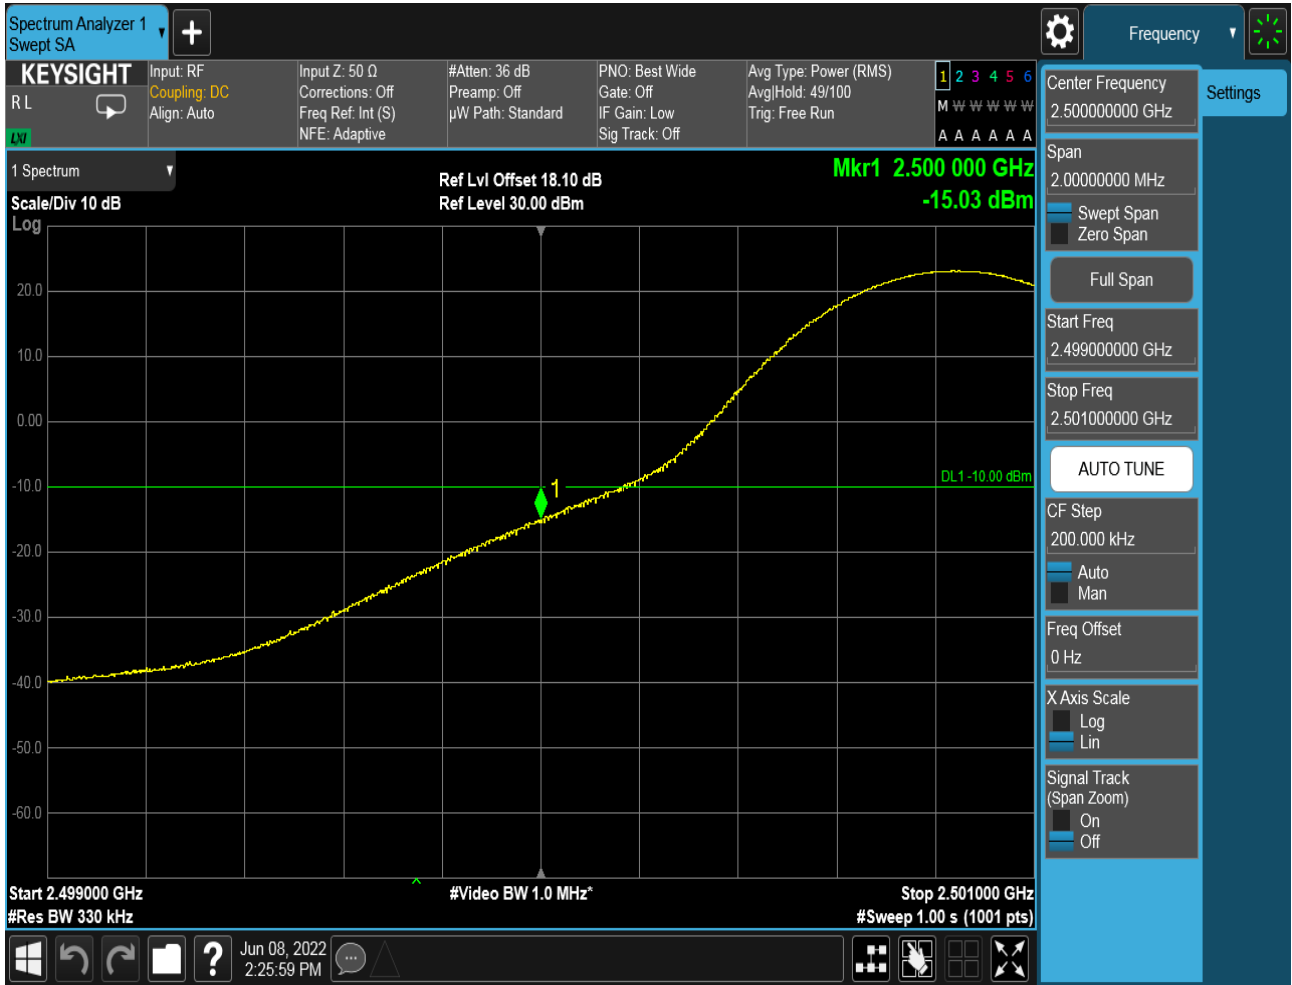 Spectrum Analyzer 1
Swept SA
Frequency
KEYSIGHT
R L
LXI
Input: RF
Coupling: DC
Align: Auto
Input Z: 50 Ω
Corrections: Off
Freq Ref: Int (S)
NFE: Adaptive
#Atten: 36 dB
Preamp: Off
µW Path: Standard
PNO: Best Wide
Gate: Off
IF Gain: Low
Sig Track: Off
Avg Type: Power (RMS)
Avg|Hold: 49/100
Trig: Free Run
1 2 3 4 5 6
M W W W W W
A A A A A A
1 Spectrum
Scale/Div 10 dB
Log
Ref Lvl Offset 18.10 dB
Ref Level 30.00 dBm
Mkr1 2.500 000 GHz
-15.03 dBm
20.0
10.0
0.00
-10.0
-20.0
-30.0
-40.0
-50.0
-60.0
1
DL1 -10.00 dBm
Start 2.499000 GHz
#Res BW 330 kHz
#Video BW 1.0 MHz*
Stop 2.501000 GHz
#Sweep 1.00 s (1001 pts)
Center Frequency
2.500000000 GHz
Settings
Span
2.00000000 MHz
Swept Span
Zero Span
Full Span
Start Freq
2.499000000 GHz
Stop Freq
2.501000000 GHz
AUTO TUNE
CF Step
200.000 kHz
Auto
Man
Freq Offset
0 Hz
X Axis Scale
Log
Lin
Signal Track
(Span Zoom)
On
Off
?
Jun 08, 2022
2:25:59 PM